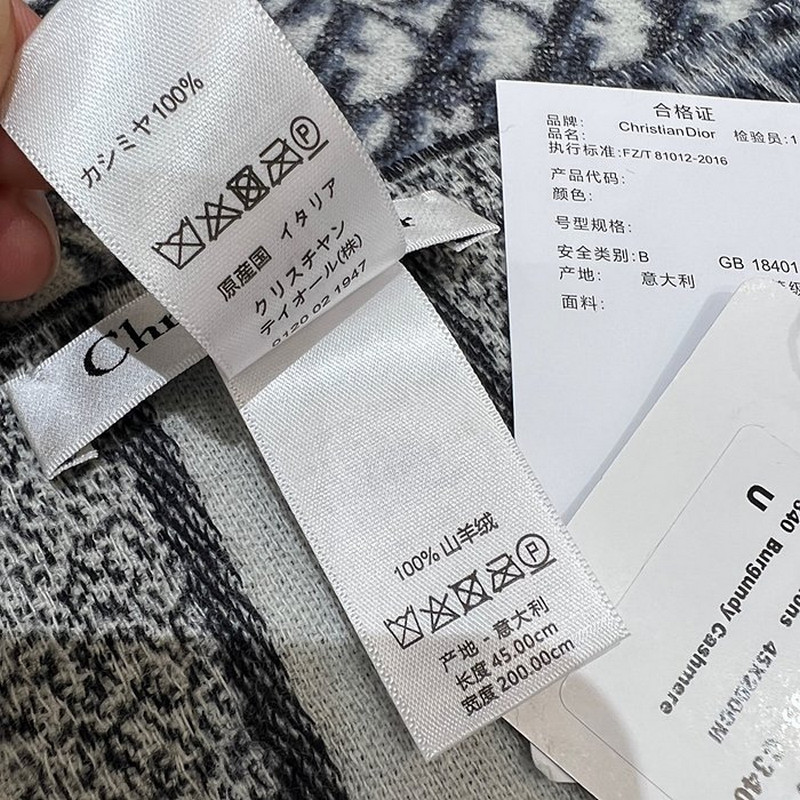 カシミヤ100%
P
原産国 イタリア
クリスチャン
ディオール(株)
0120 02 1947
Chr
100% 山羊绒
P
产地 - 意大利
长度 45.00cm
宽度 200.00cm
合格证
品牌: ChristianDior 检验员:1
品名:
执行标准:FZ/T 81012-2016
产品代码:
颜色:
号型规格:
安全类别:B GB 18401
产地: 意大利
面料:
U
040 Burgundy Cashmere
ons 45X200CM
340